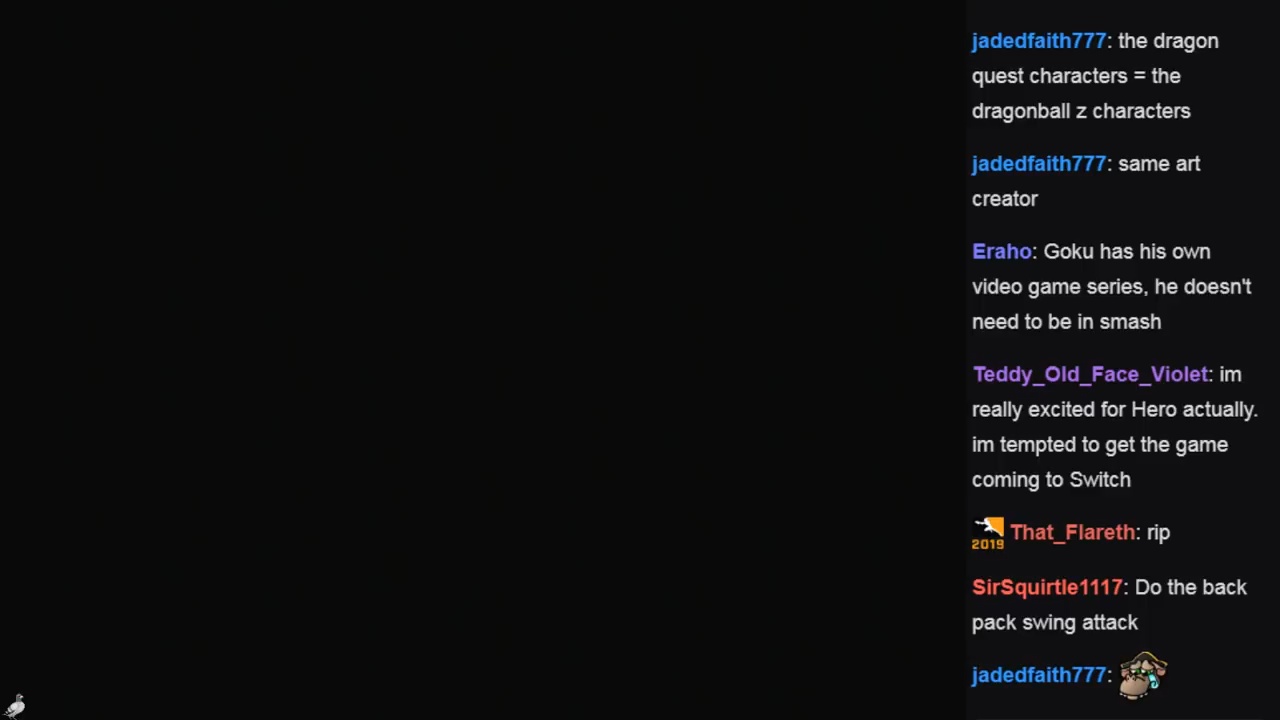 jadedfaith777: the dragon
quest characters = the
dragonball z characters
jadedfaith777: same art
creator
Eraho: Goku has his own
video game series, he doesn't
need to be in smash
Teddy_Old_Face_Violet: im
really excited for Hero actually.
im tempted to get the game
coming to Switch
2019 That_Flareth: rip
SirSquirtle1117: Do the back
pack swing attack
jadedfaith777: